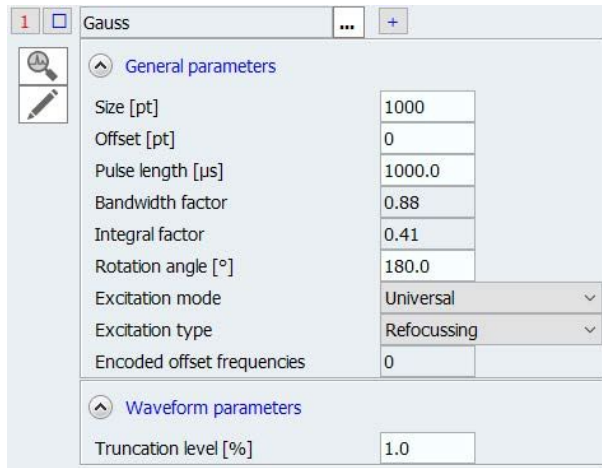 1 Gauss ... +
General parameters
Size [pt] 1000
Offset [pt] 0
Pulse length [µs] 1000.0
Bandwidth factor 0.88
Integral factor 0.41
Rotation angle [°] 180.0
Excitation mode Universal
Excitation type Refocussing
Encoded offset frequencies 0
Waveform parameters
Truncation level [%] 1.0